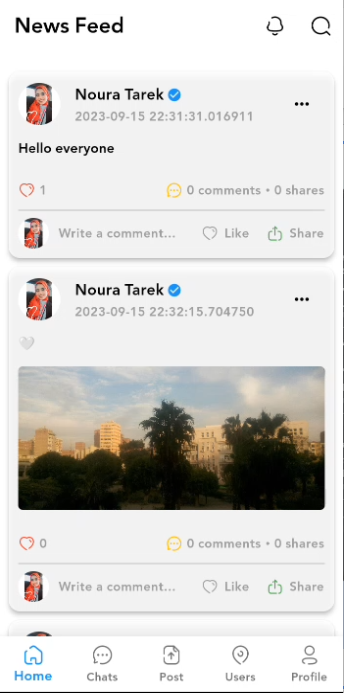 News Feed
Noura Tarek
2023-09-15 22:31:31.016911
Hello everyone
1
0 comments • 0 shares
Write a comment...
Like
Share
Noura Tarek
2023-09-15 22:32:15.704750
🤍
0
0 comments • 0 shares
Write a comment...
Like
Share
Home
Chats
Post
Users
Profile